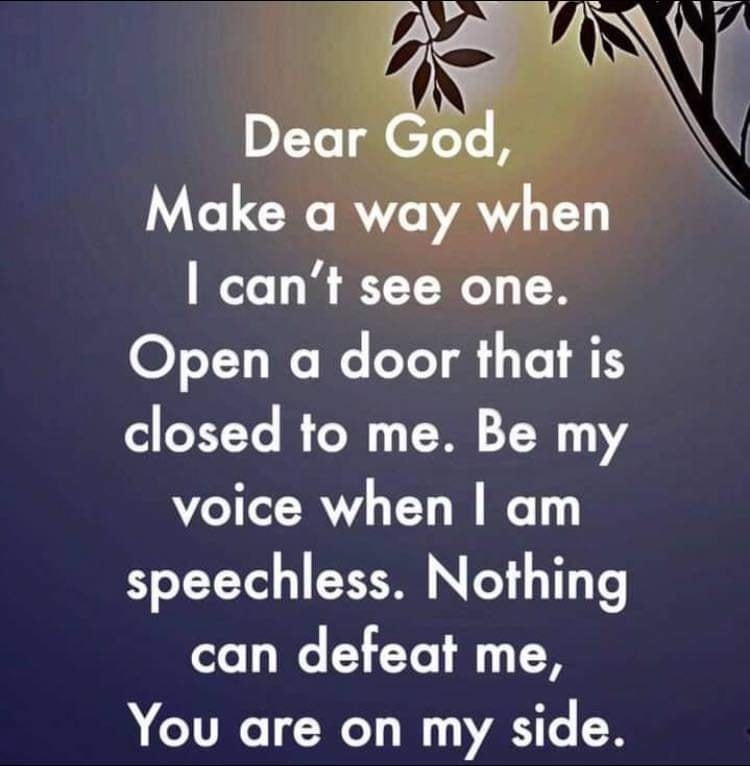 Dear God,
Make a way when
I can't see one.
Open a door that is
closed to me. Be my
voice when I am
speechless. Nothing
can defeat me,
You are on my side.